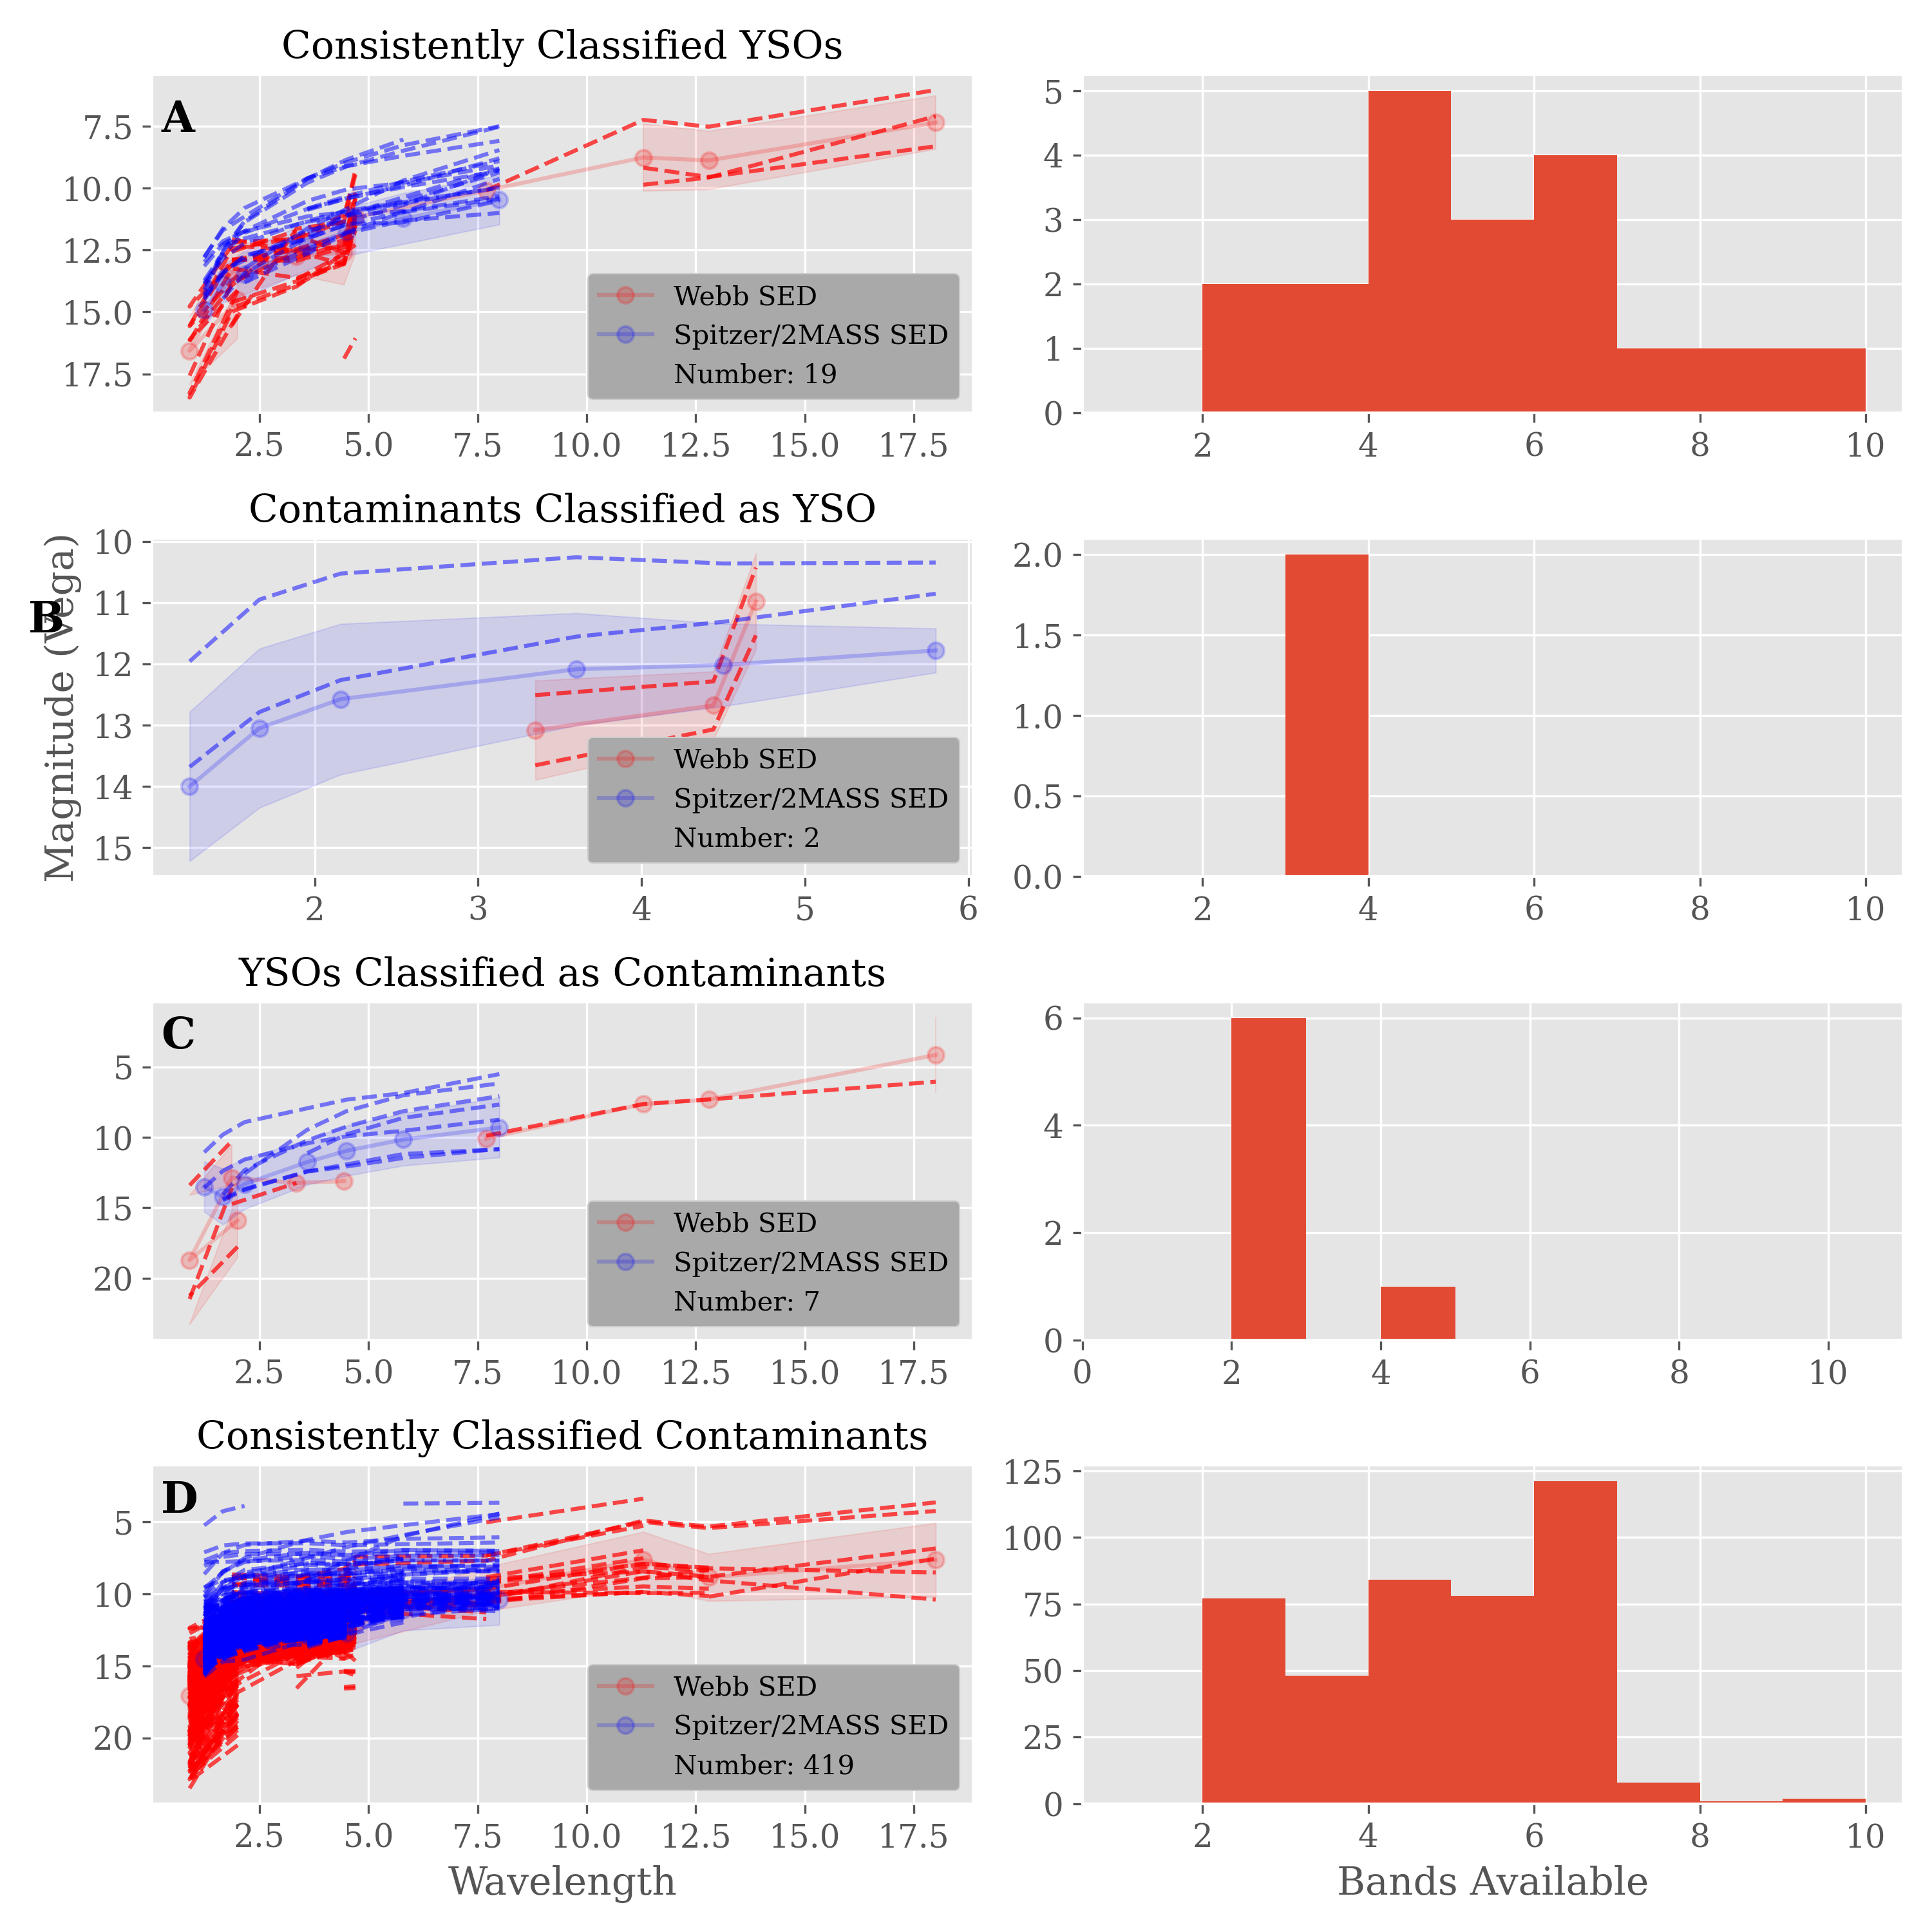 Consistently Classified YSOs
A
7.5
10.0
12.5
15.0
17.5
Webb SED
Spitzer/2MASS SED
Number: 19
2.5 5.0 7.5 10.0 12.5 15.0 17.5
5
4
3
2
1
0
2 4 6 8 10
Contaminants Classified as YSO
B
Magnitude (Vega)
10
11
12
13
14
15
Webb SED
Spitzer/2MASS SED
Number: 2
2 3 4 5 6
2.0
1.5
1.0
0.5
0.0
2 4 6 8 10
YSOs Classified as Contaminants
C
5
10
15
20
Webb SED
Spitzer/2MASS SED
Number: 7
2.5 5.0 7.5 10.0 12.5 15.0 17.5
6
4
2
0
0 2 4 6 8 10
Consistently Classified Contaminants
D
5
10
15
20
Webb SED
Spitzer/2MASS SED
Number: 419
2.5 5.0 7.5 10.0 12.5 15.0 17.5
Wavelength
125
100
75
50
25
0
2 4 6 8 10
Bands Available